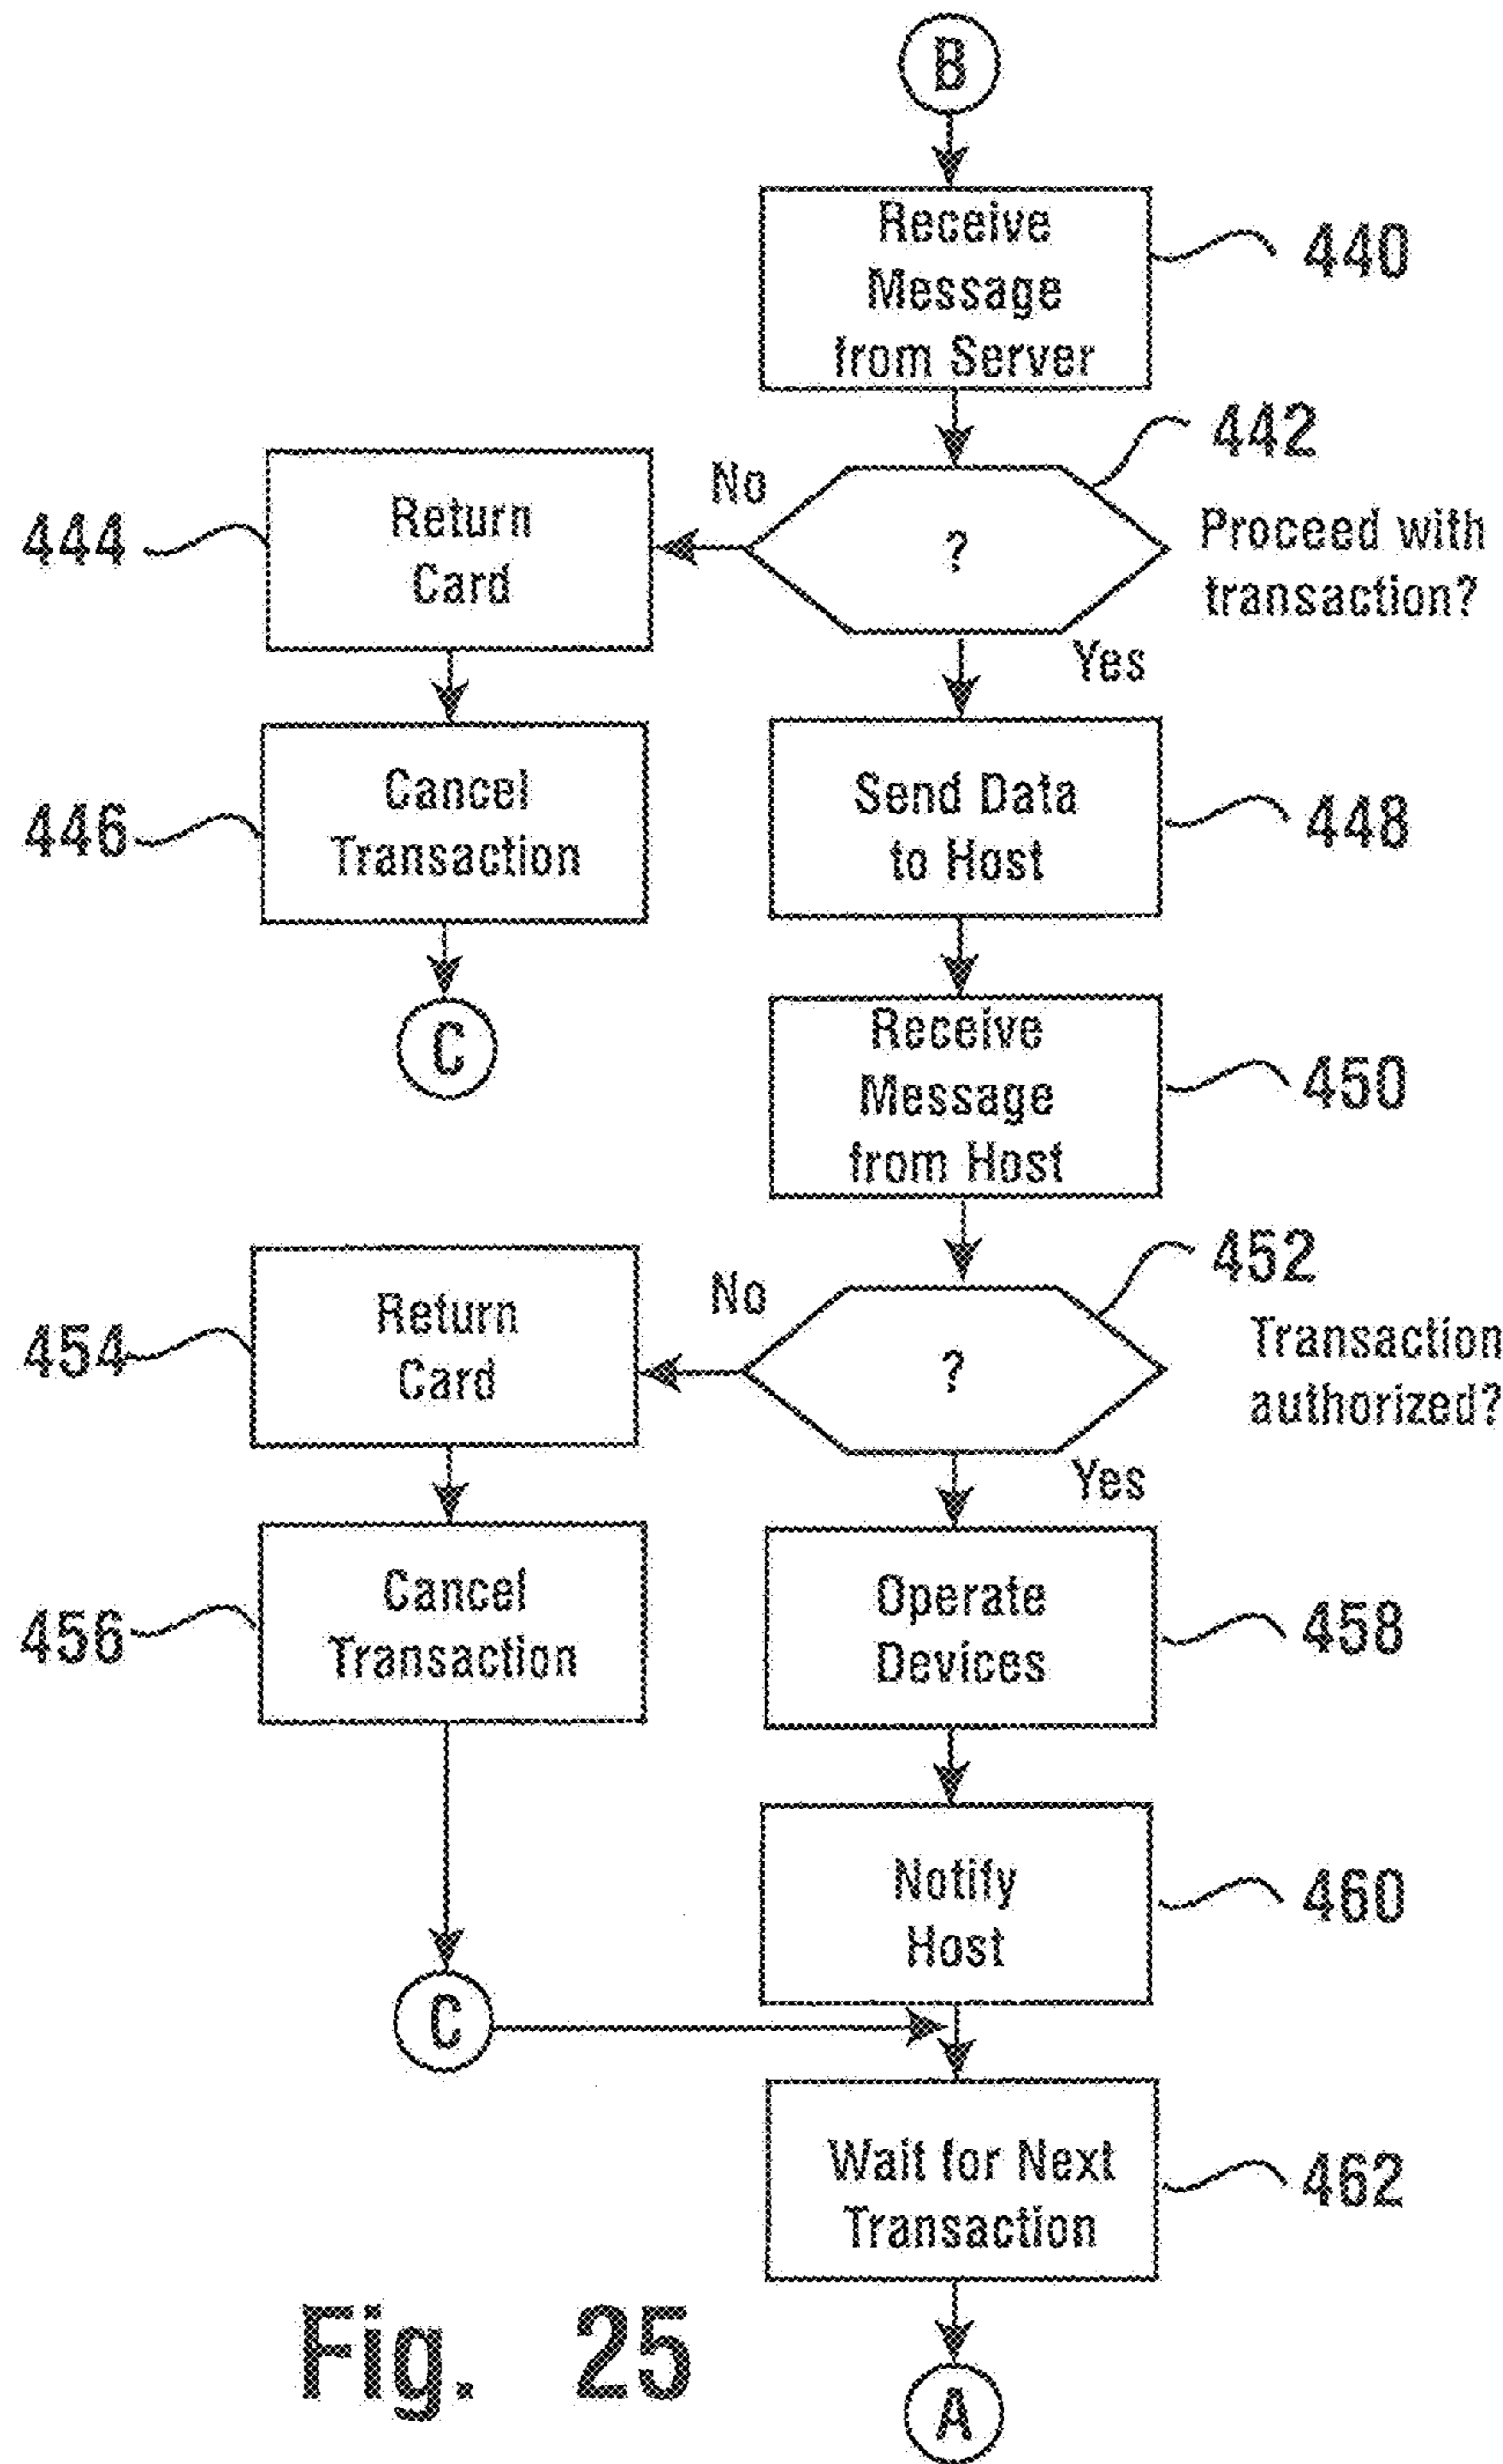 B
Receive
Message
from Server
440
442
No
?
Proceed with
transaction?
Yes
444
Return
Card
446
Cancel
Transaction
C
Send Data
to Host
448
Receive
Message
from Host
450
452
No
?
Transaction
authorized?
Yes
454
Return
Card
456
Cancel
Transaction
Operate
Devices
458
Notify
Host
460
C
Wait for Next
Transaction
462
A
Fig. 25